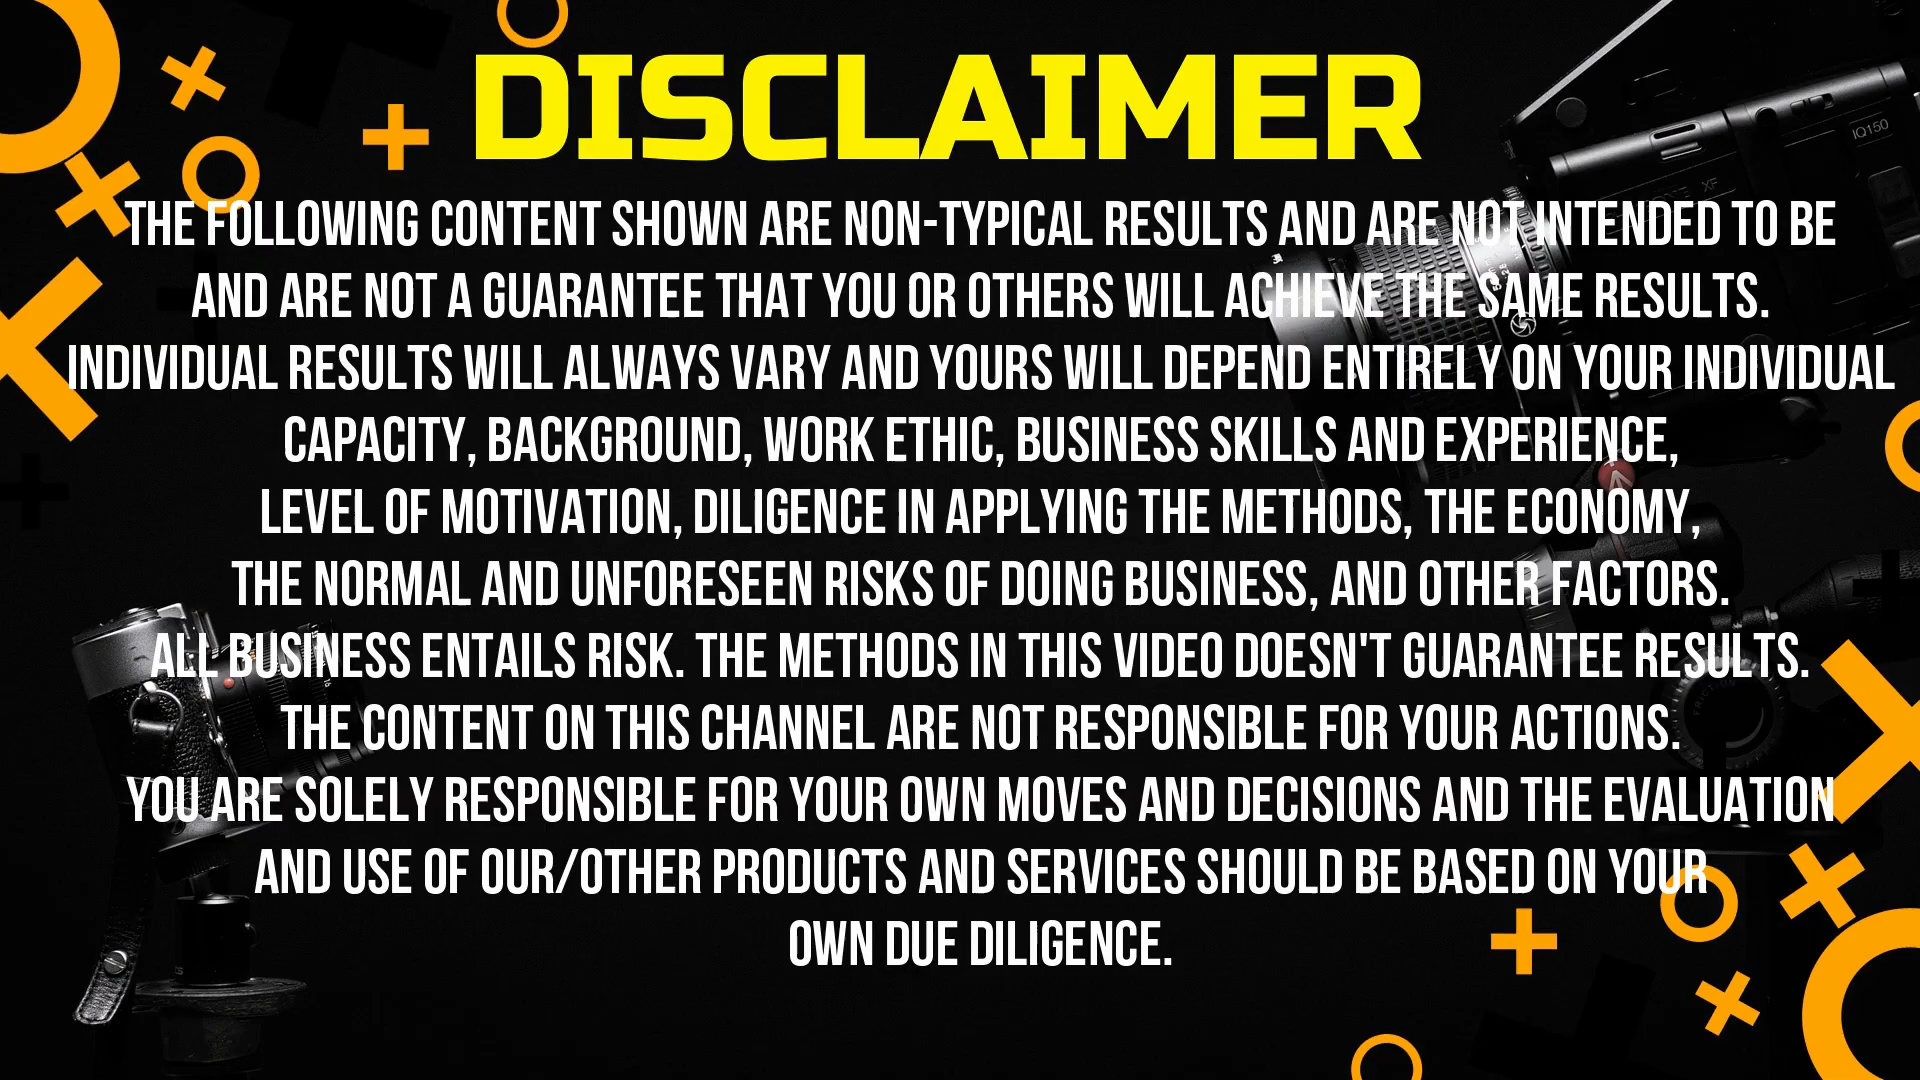 DISCLAIMER
IQ150
XF
THE FOLLOWING CONTENT SHOWN ARE NON-TYPICAL RESULTS AND ARE NOT INTENDED TO BE
AND ARE NOT A GUARANTEE THAT YOU OR OTHERS WILL ACHIEVE THE SAME RESULTS.
INDIVIDUAL RESULTS WILL ALWAYS VARY AND YOURS WILL DEPEND ENTIRELY ON YOUR INDIVIDUAL
CAPACITY, BACKGROUND, WORK ETHIC, BUSINESS SKILLS AND EXPERIENCE,
LEVEL OF MOTIVATION, DILIGENCE IN APPLYING THE METHODS, THE ECONOMY,
THE NORMAL AND UNFORESEEN RISKS OF DOING BUSINESS, AND OTHER FACTORS.
ALL BUSINESS ENTAILS RISK. THE METHODS IN THIS VIDEO DOESN'T GUARANTEE RESULTS.
THE CONTENT ON THIS CHANNEL ARE NOT RESPONSIBLE FOR YOUR ACTIONS.
YOU ARE SOLELY RESPONSIBLE FOR YOUR OWN MOVES AND DECISIONS AND THE EVALUATION
AND USE OF OUR/OTHER PRODUCTS AND SERVICES SHOULD BE BASED ON YOUR
OWN DUE DILIGENCE.